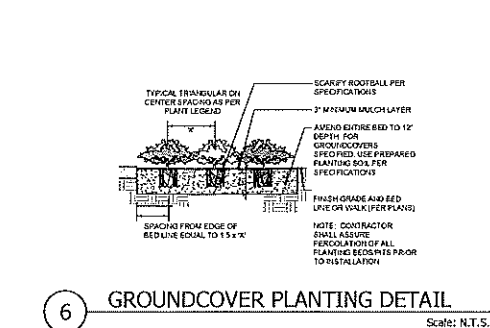 TYPICAL TRIANGULAR ON
CENTER SPACING AS PER
PLANT LEGEND
"X"
SCARIFY ROOTBALL PER
SPECIFICATIONS
3" MAXIMUM MULCH LAYER
AMEND ENTIRE BED TO 12"
DEPTH FOR
GROUNDCOVERS
SPECIFIED. USE PREPARED
PLANTING SOIL PER
SPECIFICATIONS
FINISH GRADE AND BED
LINE OR WALK (PER PLANS)
SPACING FROM EDGE OF
BED LINE EQUAL TO 1.5 x "X"
NOTE: CONTRACTOR
SHALL ASSURE
PERCOLATION OF ALL
PLANTING BEDS/PITS PRIOR
TO INSTALLATION
6
GROUNDCOVER PLANTING DETAIL
Scale: N.T.S.